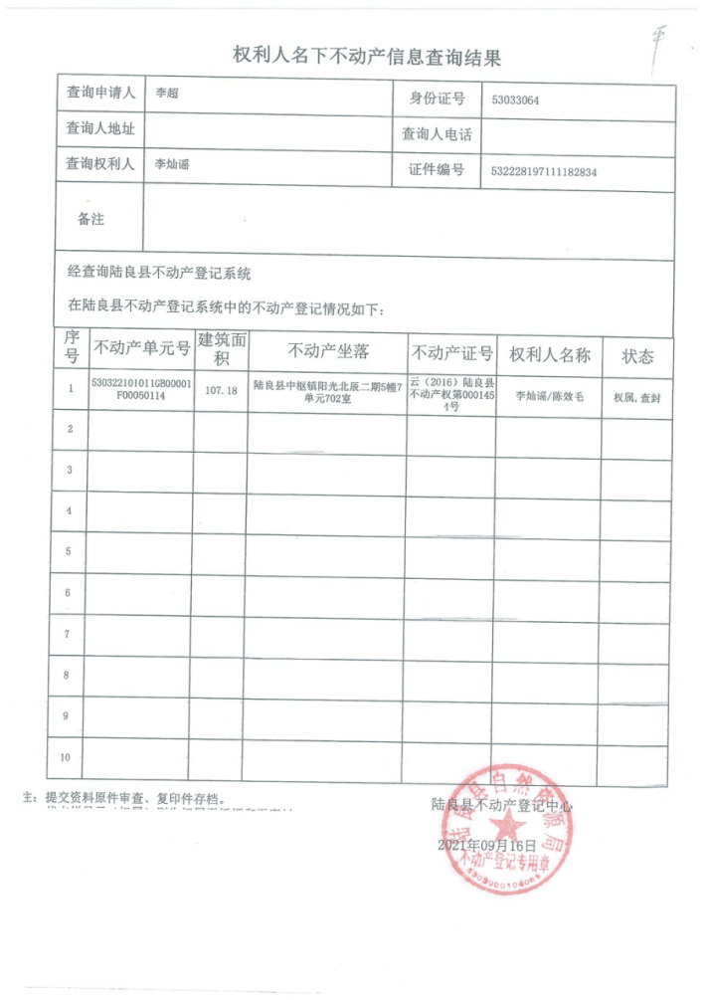 权利人名下不动产信息查询结果
查询申请人 李超 身份证号 53033064
查询人地址 查询人电话
查询权利人 李灿谣 证件编号 532228197111182834
备注
经查询陆良县不动产登记系统
在陆良县不动产登记系统中的不动产登记情况如下：
序号 不动产单元号 建筑面积 不动产坐落 不动产证号 权利人名称 状态
1 530322101011GB00001F00050114 107.18 陆良县中枢镇阳光北辰二期5幢7单元702室 云（2016）陆良县不动产权第0001454号 李灿谣/陈效毛 权属,查封
2
3
4
5
6
7
8
9
10
主：提交资料原件审查、复印件存档。
陆良县不动产登记中心
2021年09月16日
陆良县自然资源局
不动产登记专用章